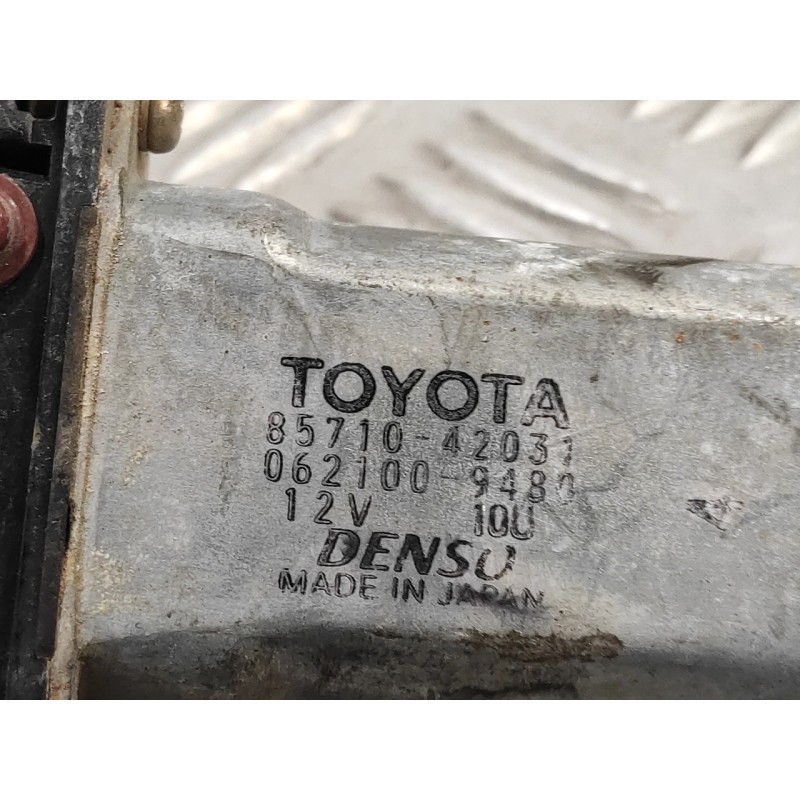 TOYOTA
85710-42031
062100-9480
12V 10U
DENSO
MADE IN JAPAN